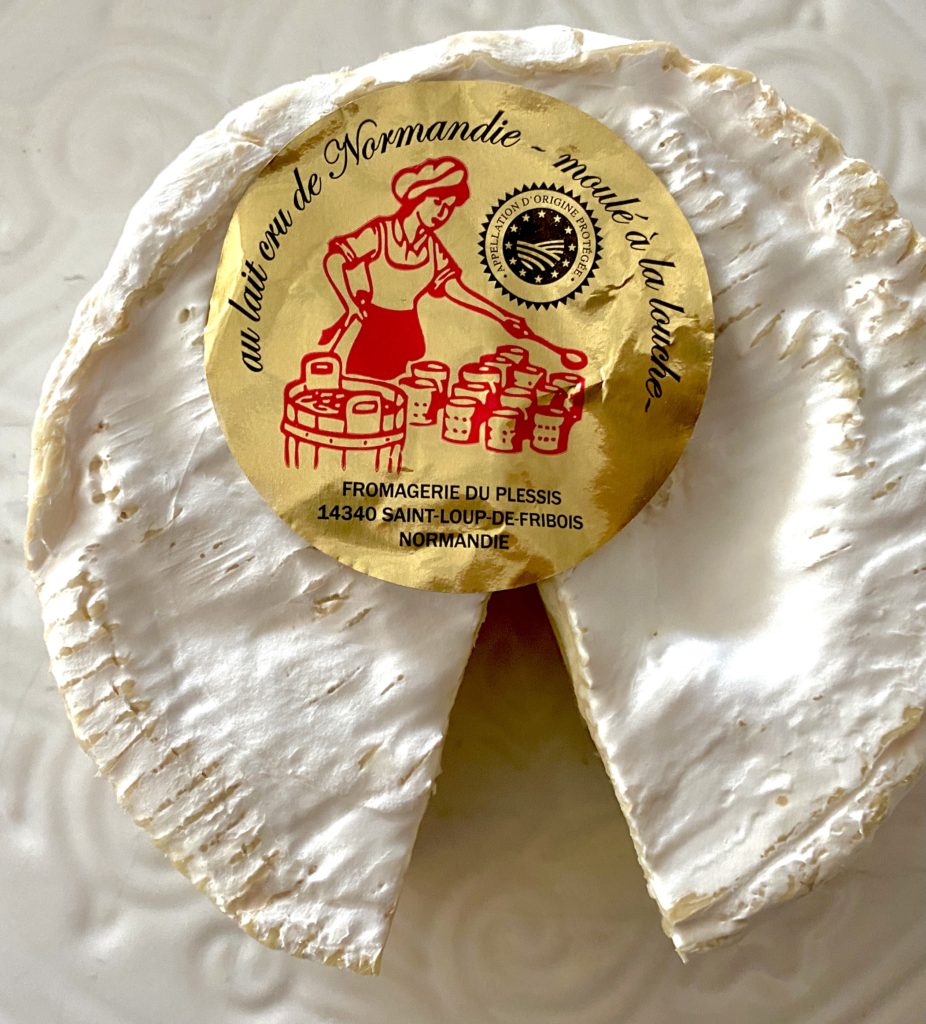 au lait cru de Normandie - moulé à la louche-
• APPELLATION D'ORIGINE PROTÉGÉE •
FROMAGERIE DU PLESSIS
14340 SAINT-LOUP-DE-FRIBOIS
NORMANDIE